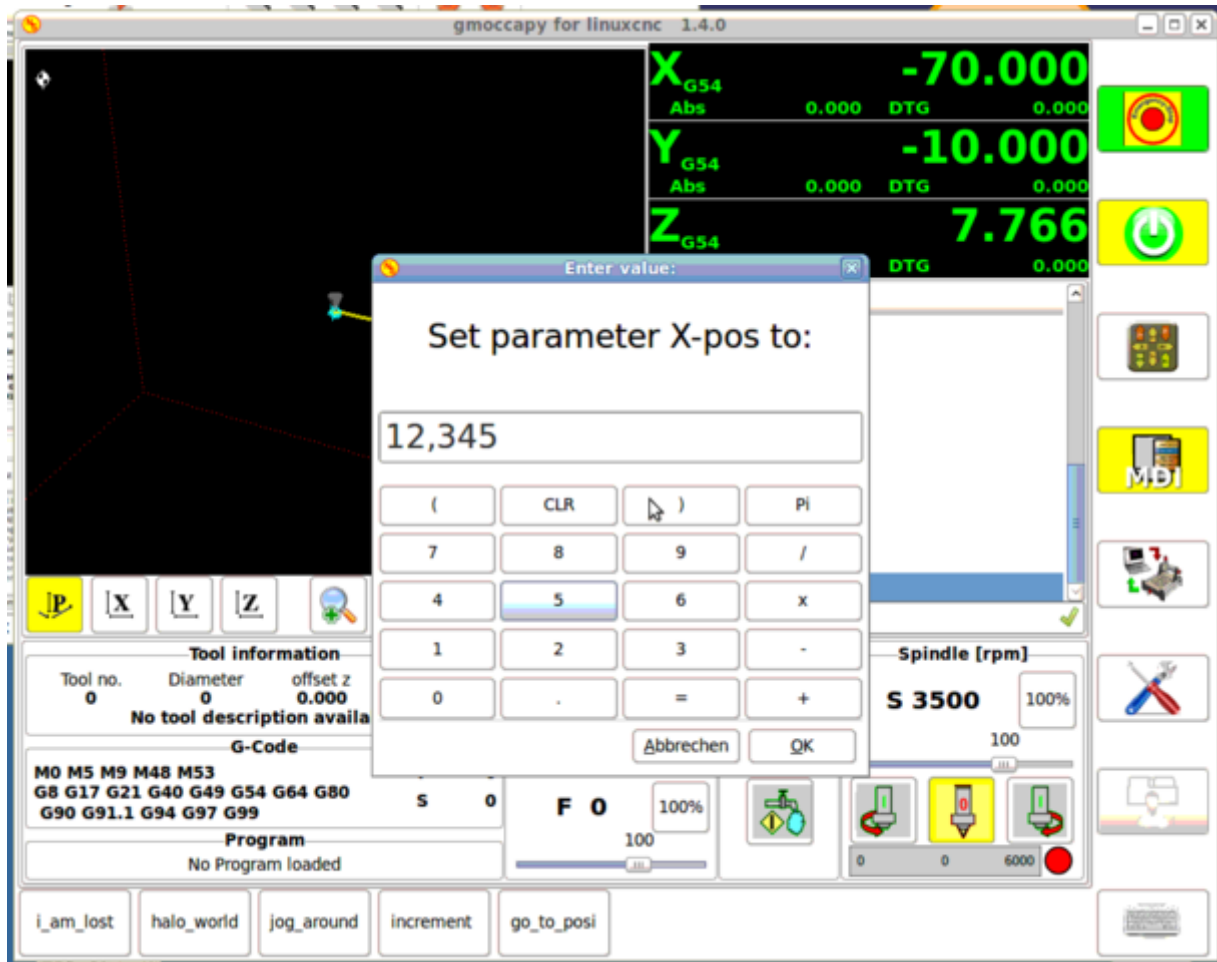 gmoccapy for linuxcnc 1.4.0
X G54 -70.000
Abs 0.000 DTG 0.000
Y G54 -10.000
Abs 0.000 DTG 0.000
Z G54 7.766
DTG 0.000
Enter value:
Set parameter X-pos to:
12,345
( CLR ) Pi
7 8 9 /
4 5 6 x
1 2 3 -
0 . = +
Abbrechen OK
MDI
P X Y Z
Tool information
Tool no. Diameter offset z
0 0 0.000
No tool description availa
G-Code
M0 M5 M9 M48 M53
G8 G17 G21 G40 G49 G54 G64 G80
G90 G91.1 G94 G97 G99
S 0
Program
No Program loaded
F 0 100%
100
Spindle [rpm]
S 3500 100%
100
0 0 6000
i_am_lost halo_world jog_around increment go_to_posi